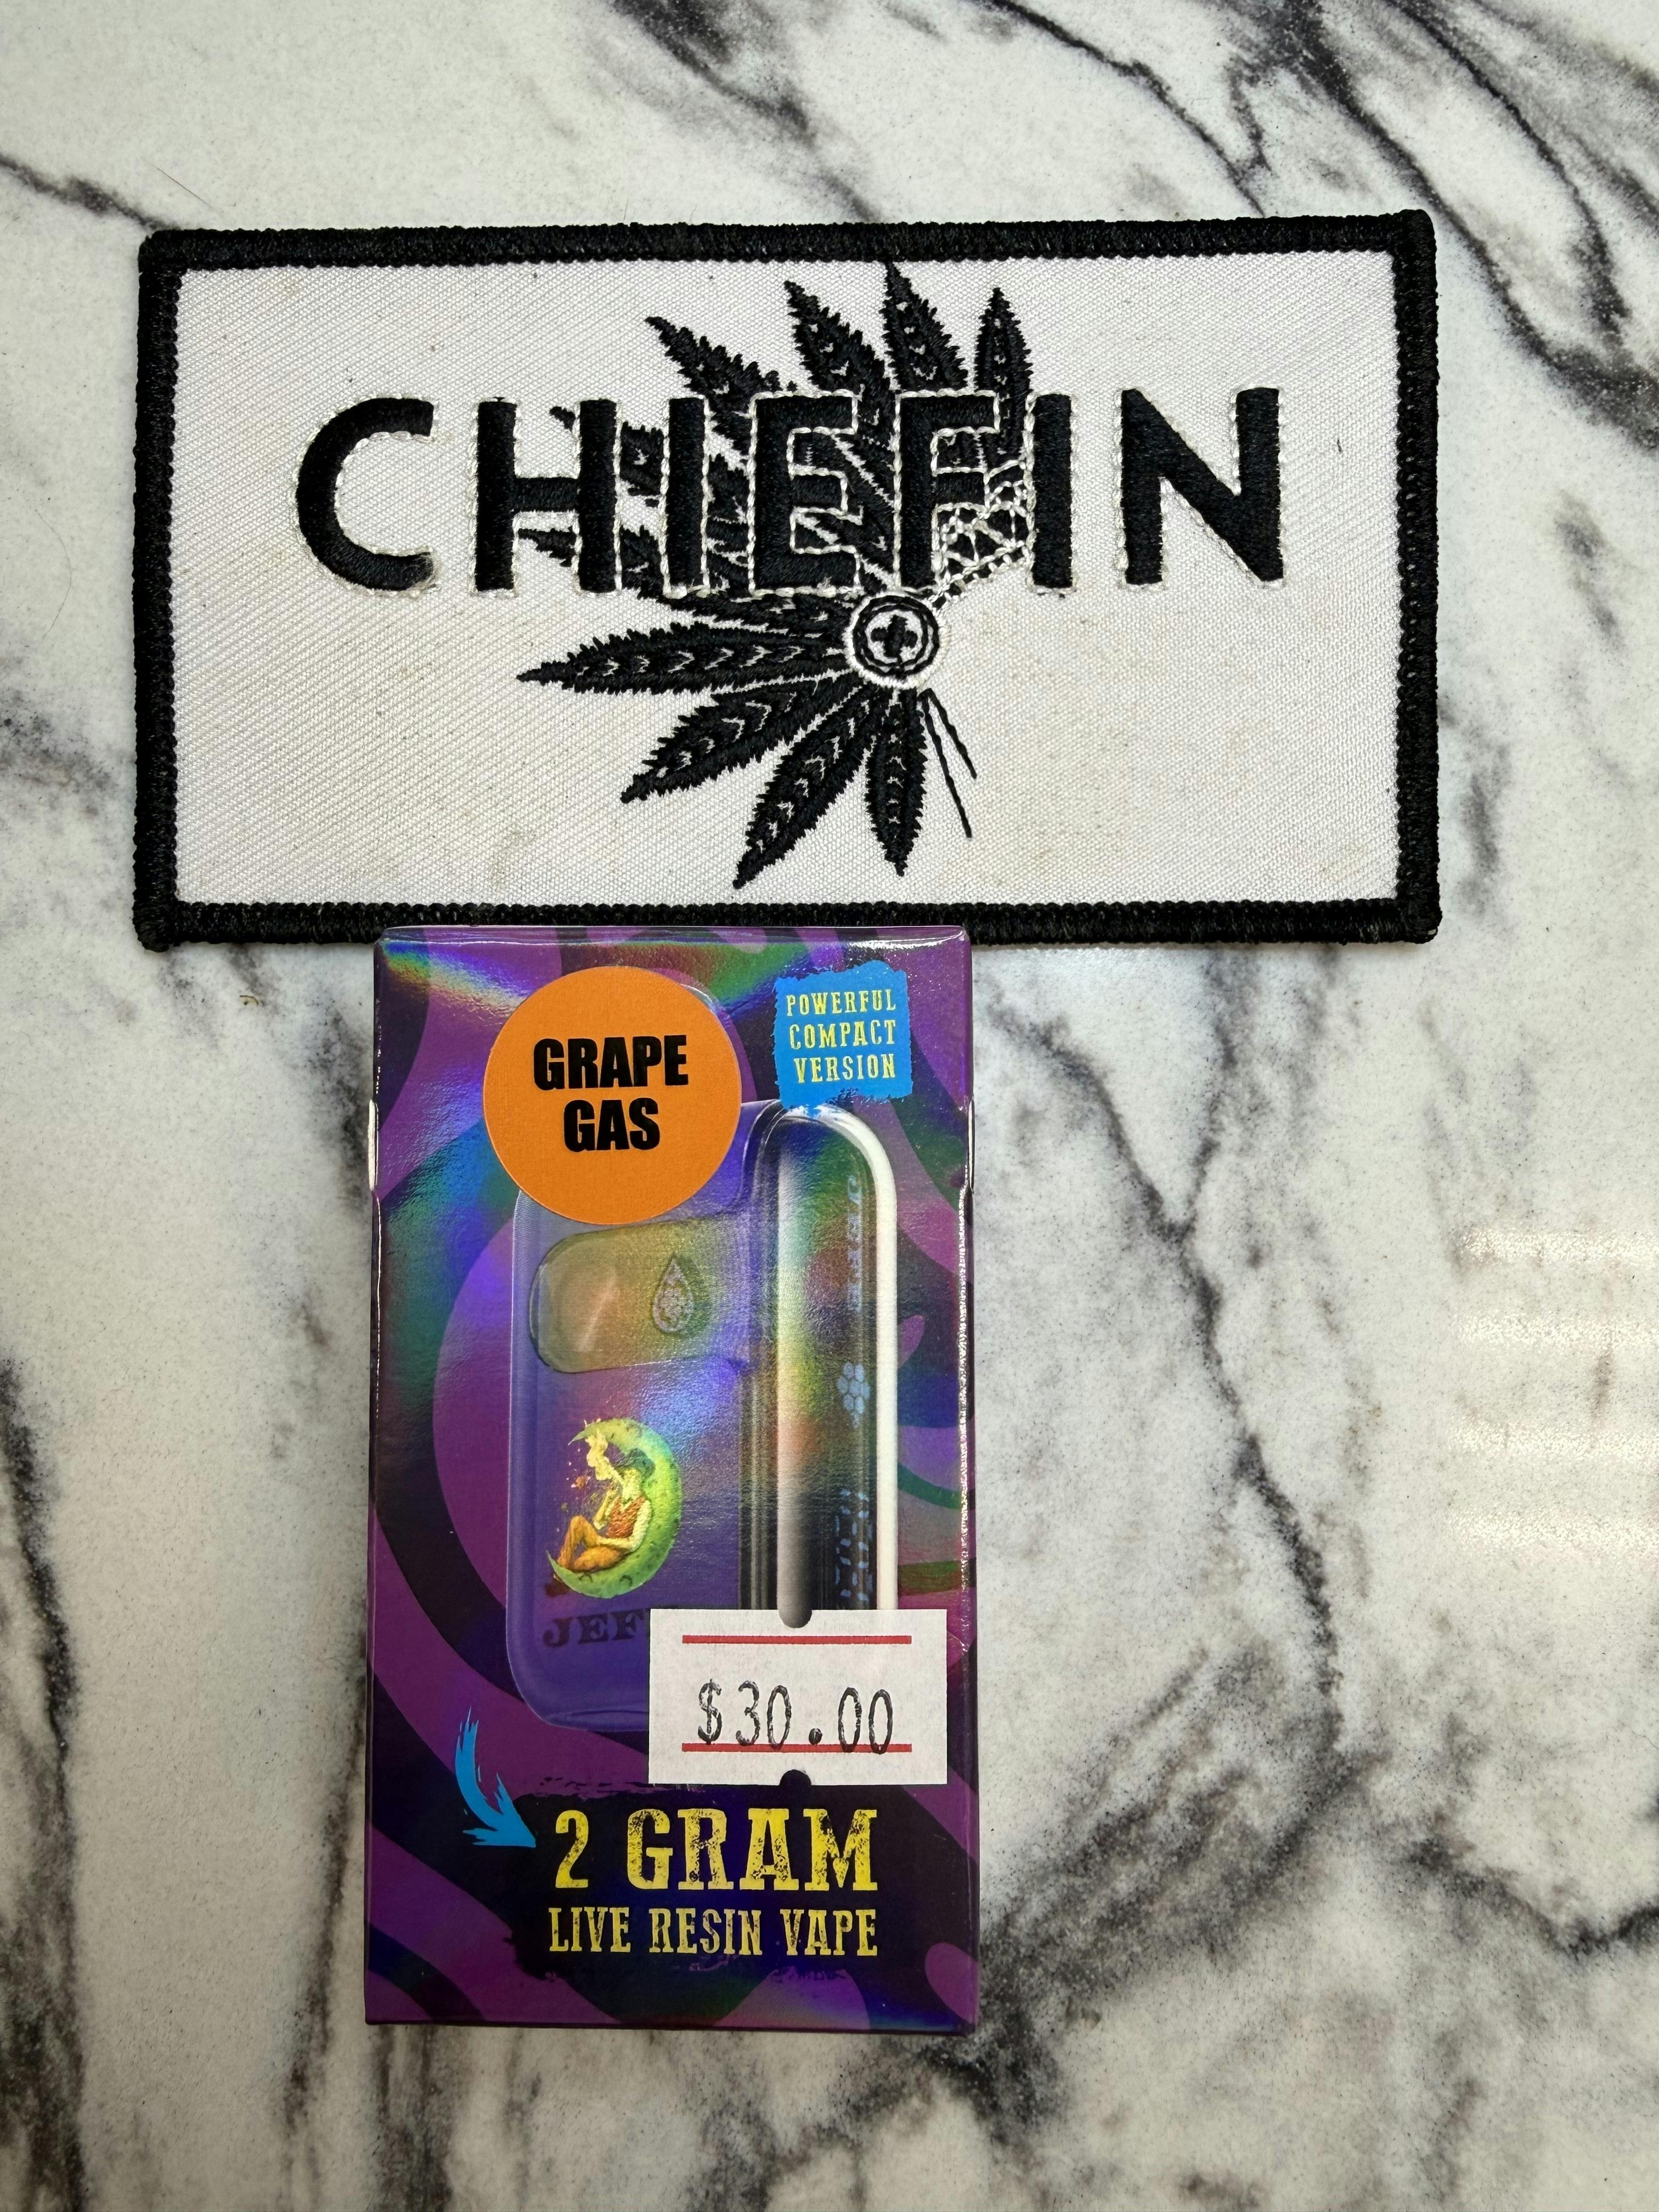 CHIEFIN
GRAPE
GAS
POWERFUL
COMPACT
VERSION
$30.00
2 GRAM
LIVE RESIN VAPE